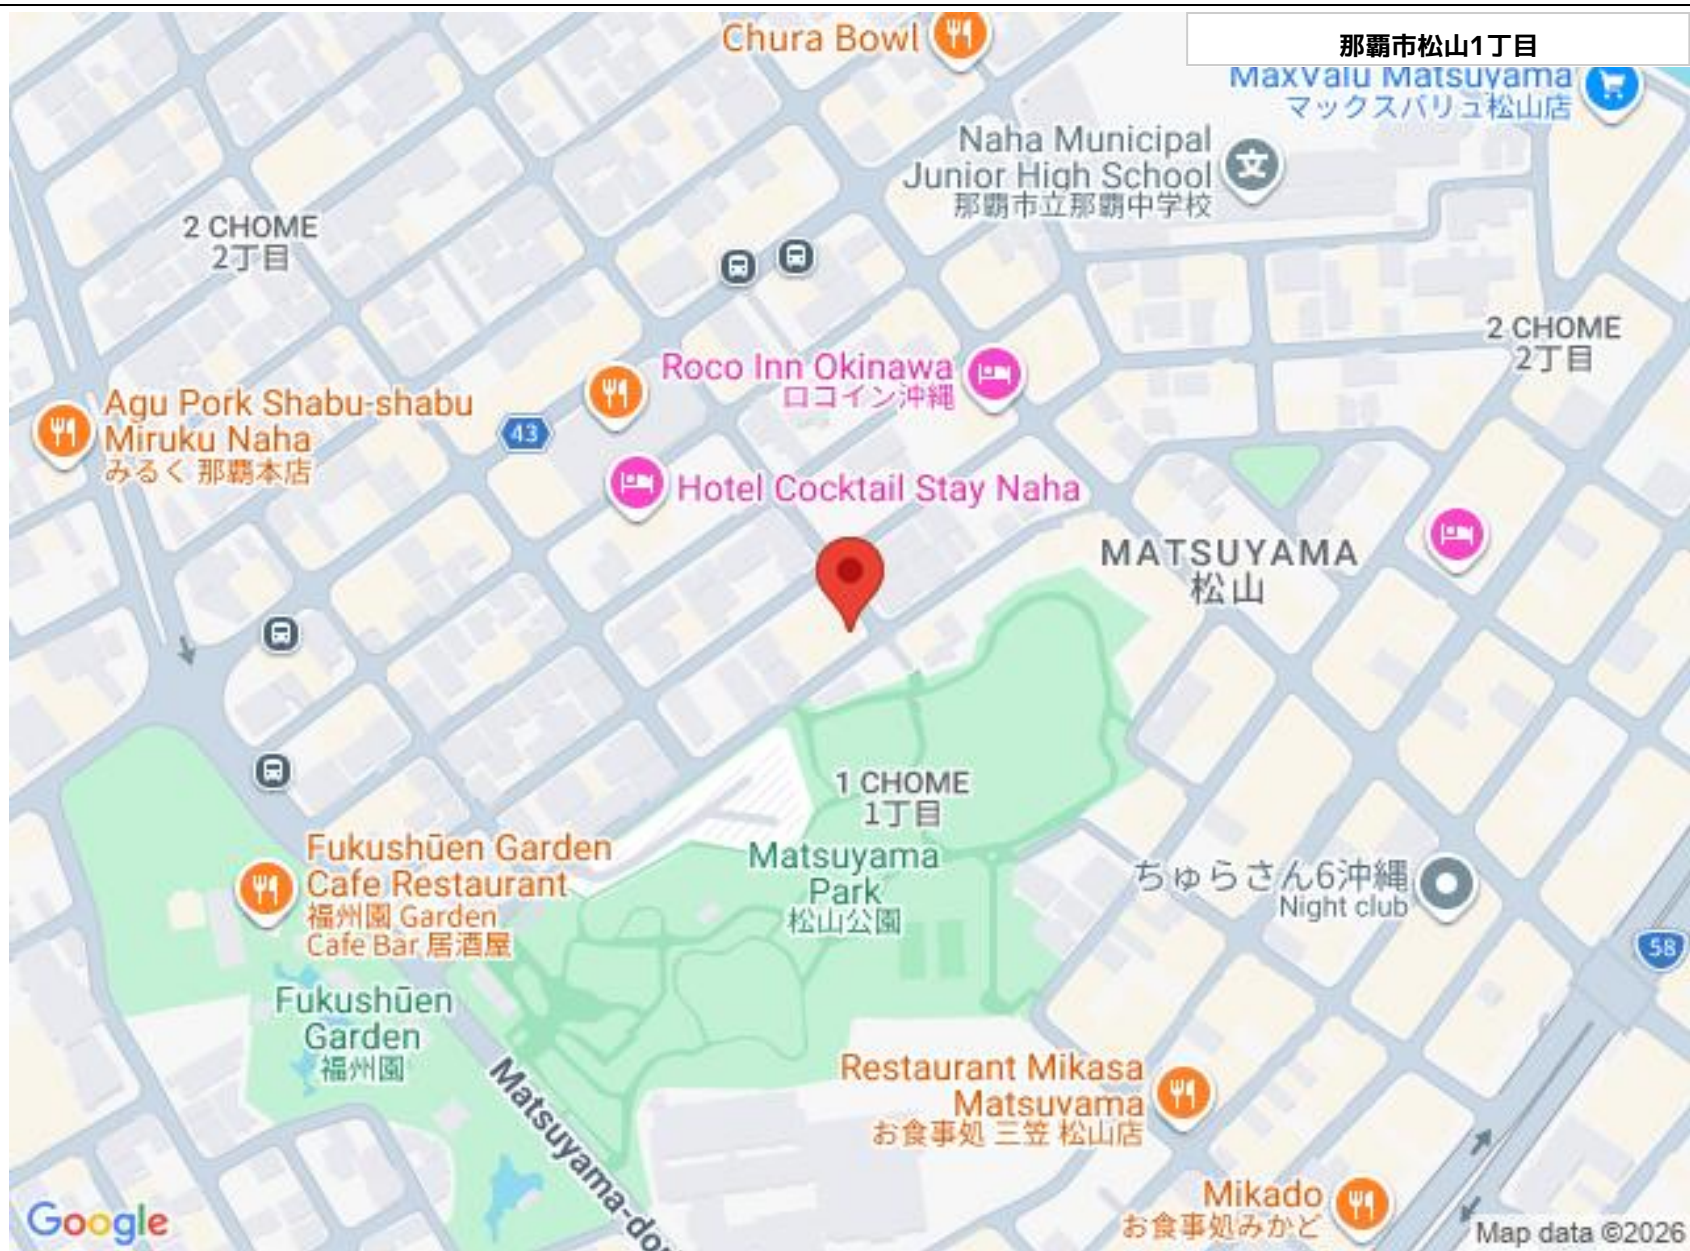 那覇市松山1丁目
Chura Bowl
MaxValu Matsuyama
マックスバリュ松山店
Naha Municipal
Junior High School
那覇市立那覇中学校
文
2 CHOME
2丁目
2 CHOME
2丁目
Roco Inn Okinawa
ロコイン沖縄
Agu Pork Shabu-shabu
Miruku Naha
みるく 那覇本店
43
Hotel Cocktail Stay Naha
MATSUYAMA
松山
1 CHOME
1丁目
Matsuyama
Park
松山公園
Fukushūen Garden
Cafe Restaurant
福州園 Garden
Cafe Bar 居酒屋
ちゅらさん6沖縄
Night club
58
Fukushūen
Garden
福州園
Matsuyama-do
Restaurant Mikasa
Matsuyama
お食事処 三笠 松山店
Mikado
お食事処みかど
Google
Map data ©2026